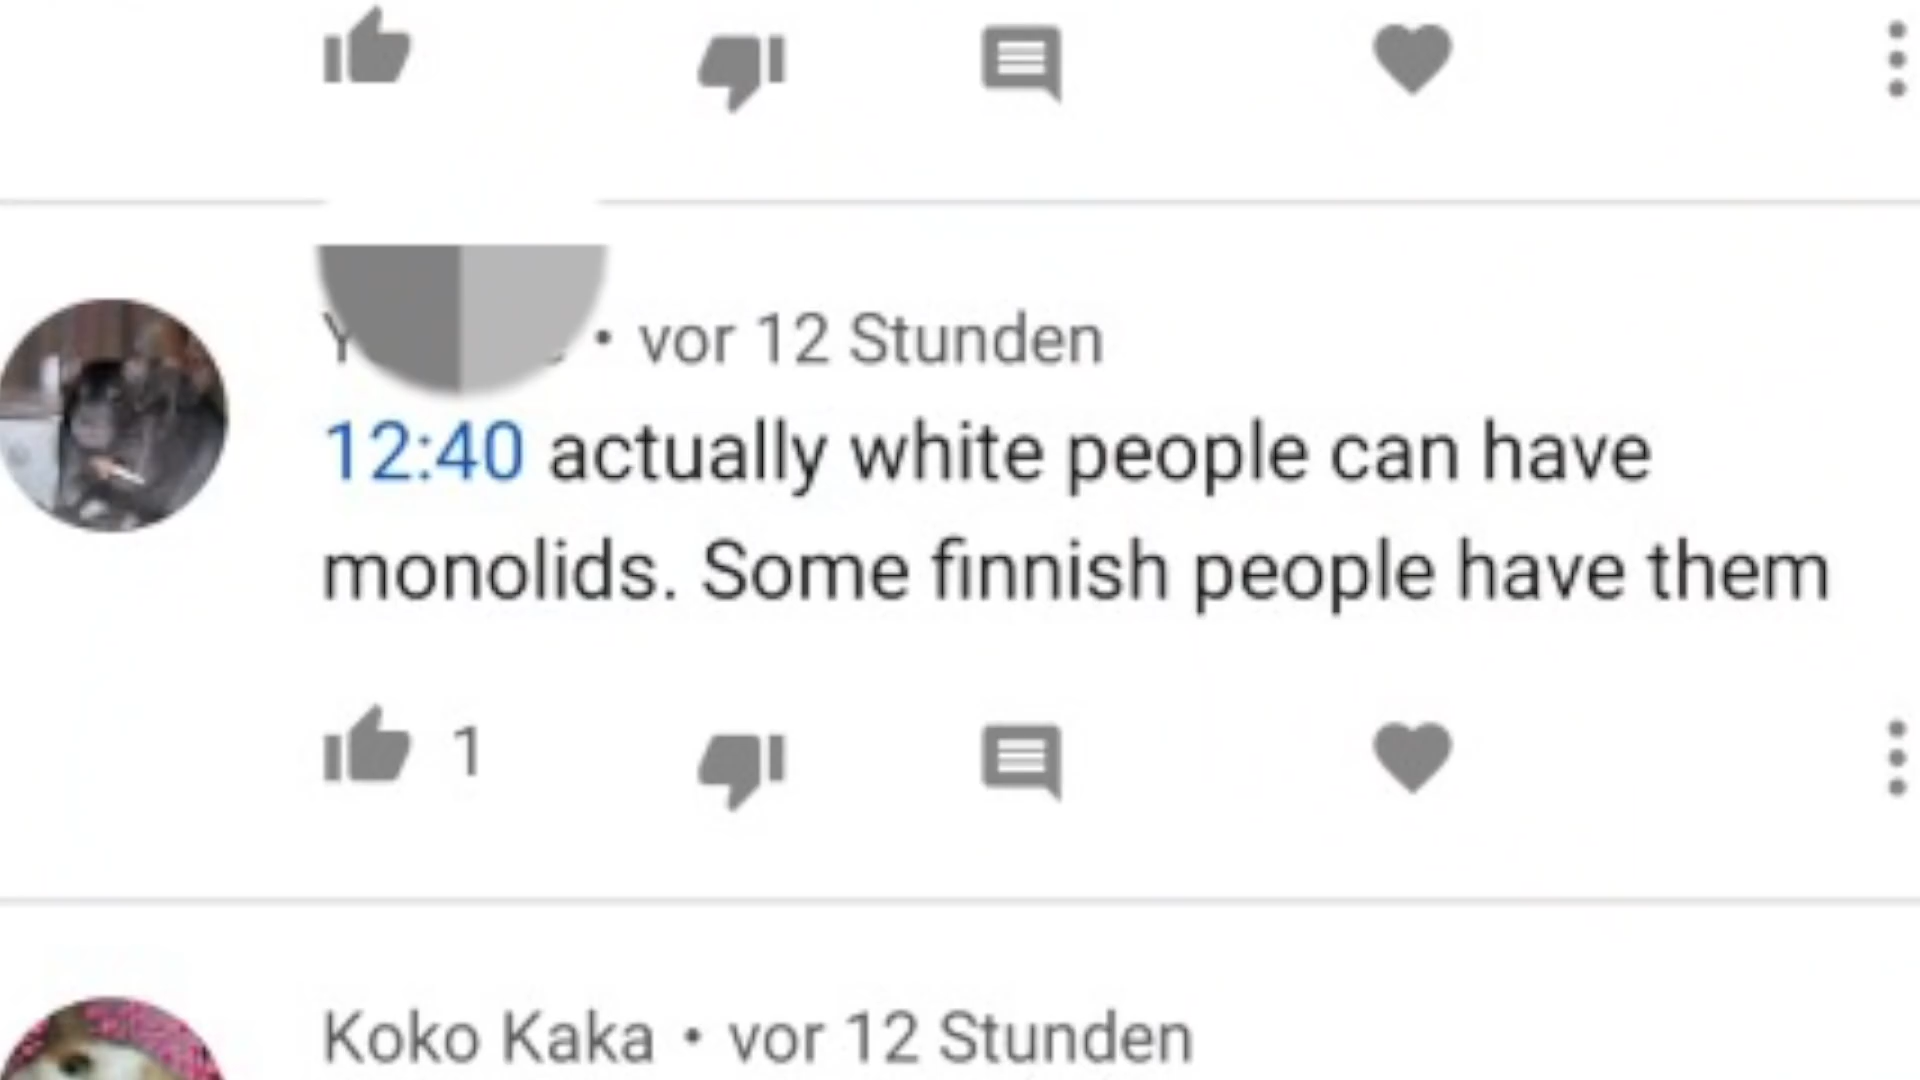 • vor 12 Stunden
12:40 actually white people can have
monolids. Some finnish people have them
1
Koko Kaka • vor 12 Stunden